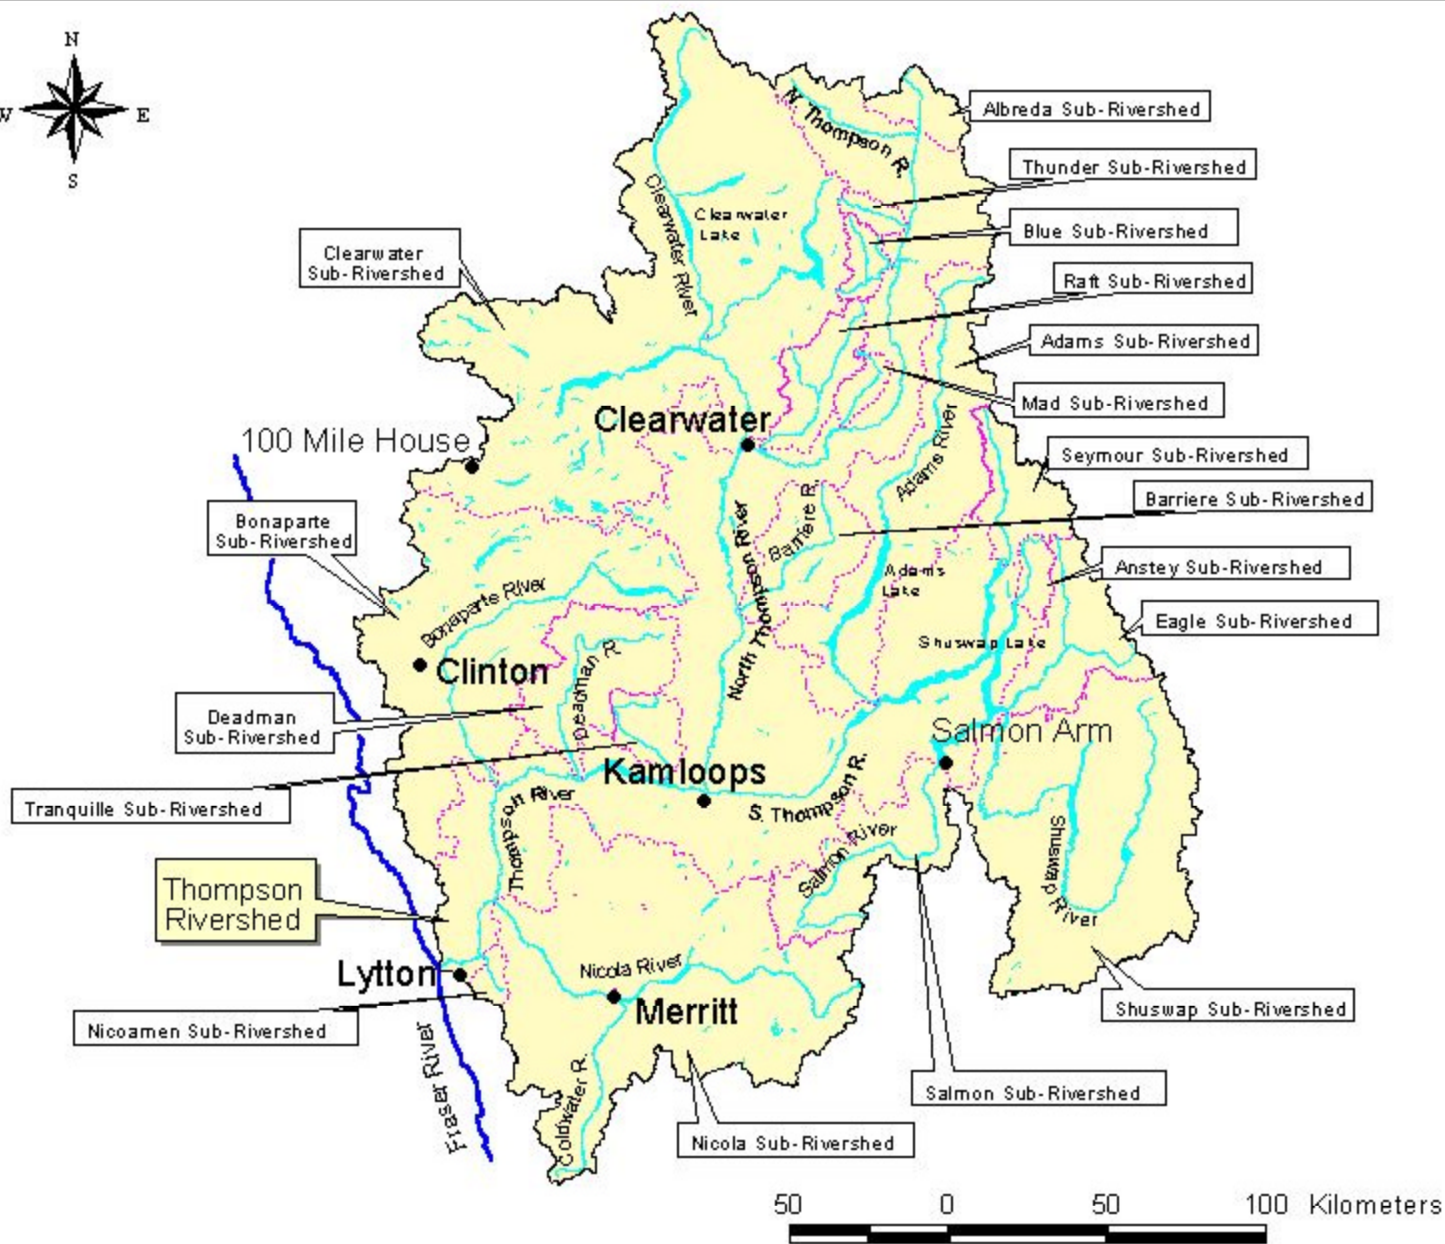 N
W
E
S
Albreda Sub-Rivershed
N. Thompson R.
Thunder Sub-Rivershed
Clearwater River
Clearwater
Lake
Blue Sub-Rivershed
Clearwater
Sub-Rivershed
Raft Sub-Rivershed
Adams Sub-Rivershed
Mad Sub-Rivershed
Clearwater
100 Mile House
Adams River
Seymour Sub-Rivershed
Barriere Sub-Rivershed
Bonaparte
Sub-Rivershed
Barriere R.
North Thompson River
Anstey Sub-Rivershed
Adams
Lake
Bonaparte River
Eagle Sub-Rivershed
Shuswap Lake
Clinton
Deadman R.
Deadman
Sub-Rivershed
Salmon Arm
Kamloops
Tranquille Sub-Rivershed
Thompson River
S. Thompson R.
Salmon River
Shuswap River
Thompson
Rivershed
Lytton
Nicola River
Merritt
Nicoamen Sub-Rivershed
Shuswap Sub-Rivershed
Fraser River
Coldwater R.
Salmon Sub-Rivershed
Nicola Sub-Rivershed
50 0 50 100 Kilometers